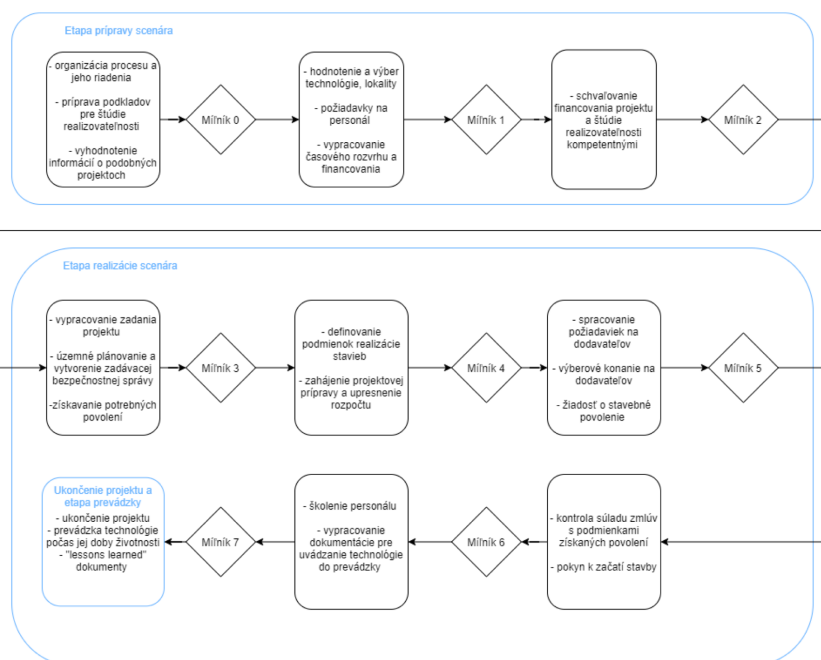 Etapa prípravy scenára
- organizácia procesu a
jeho riadenia
- príprava podkladov
pre štúdie
realizovateľnosti
- vyhodnotenie
informácií o podobných
projektoch
Míľnik 0
- hodnotenie a výber
technológie, lokality
- požiadavky na
personál
- vypracovanie
časového rozvrhu a
financovania
Míľnik 1
- schvaľovanie
financovania projektu
a štúdie
realizovateľnosti
kompetentnými
Míľnik 2
Etapa realizácie scenára
- vypracovanie zadania
projektu
- územné plánovanie a
vytvorenie zadávacej
bezpečnostnej správy
-získavanie potrebných
povolení
Míľnik 3
- definovanie
podmienok realizácie
stavieb
- zahájenie projektovej
prípravy a upresnenie
rozpočtu
Míľnik 4
- spracovanie
požiadaviek na
dodavateľov
- výberové konanie na
dodavateľov
- žiadosť o stavebné
povolenie
Míľnik 5
- kontrola súladu zmlúv
s podmienkami
získaných povolení
- pokyn k začatí stavby
Míľnik 6
- školenie personálu
- vypracovanie
dokumentácie pre
uvádzanie technológie
do prevádzky
Míľnik 7
Ukončenie projektu a
etapa prevádzky
- ukončenie projektu
- prevádzka technológie
počas jej doby životnosti
- "lessons learned"
dokumenty